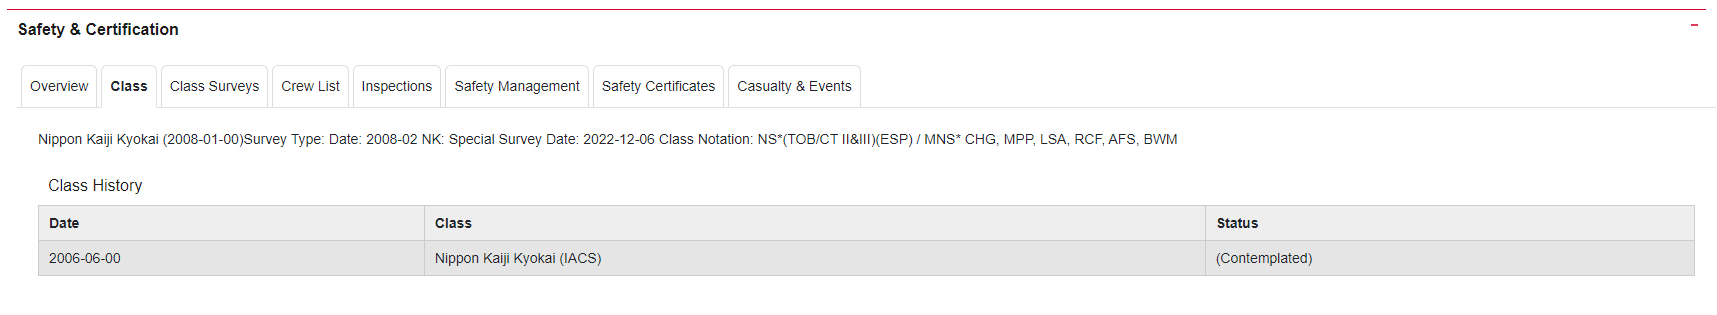 Safety & Certification
Overview Class Class Surveys Crew List Inspections Safety Management Safety Certificates Casualty & Events
Nippon Kaiji Kyokai (2008-01-00)Survey Type: Date: 2008-02 NK: Special Survey Date: 2022-12-06 Class Notation: NS*(TOB/CT II&III)(ESP) / MNS* CHG, MPP, LSA, RCF, AFS, BWM
Class History
Date Class Status
2006-06-00 Nippon Kaiji Kyokai (IACS) (Contemplated)